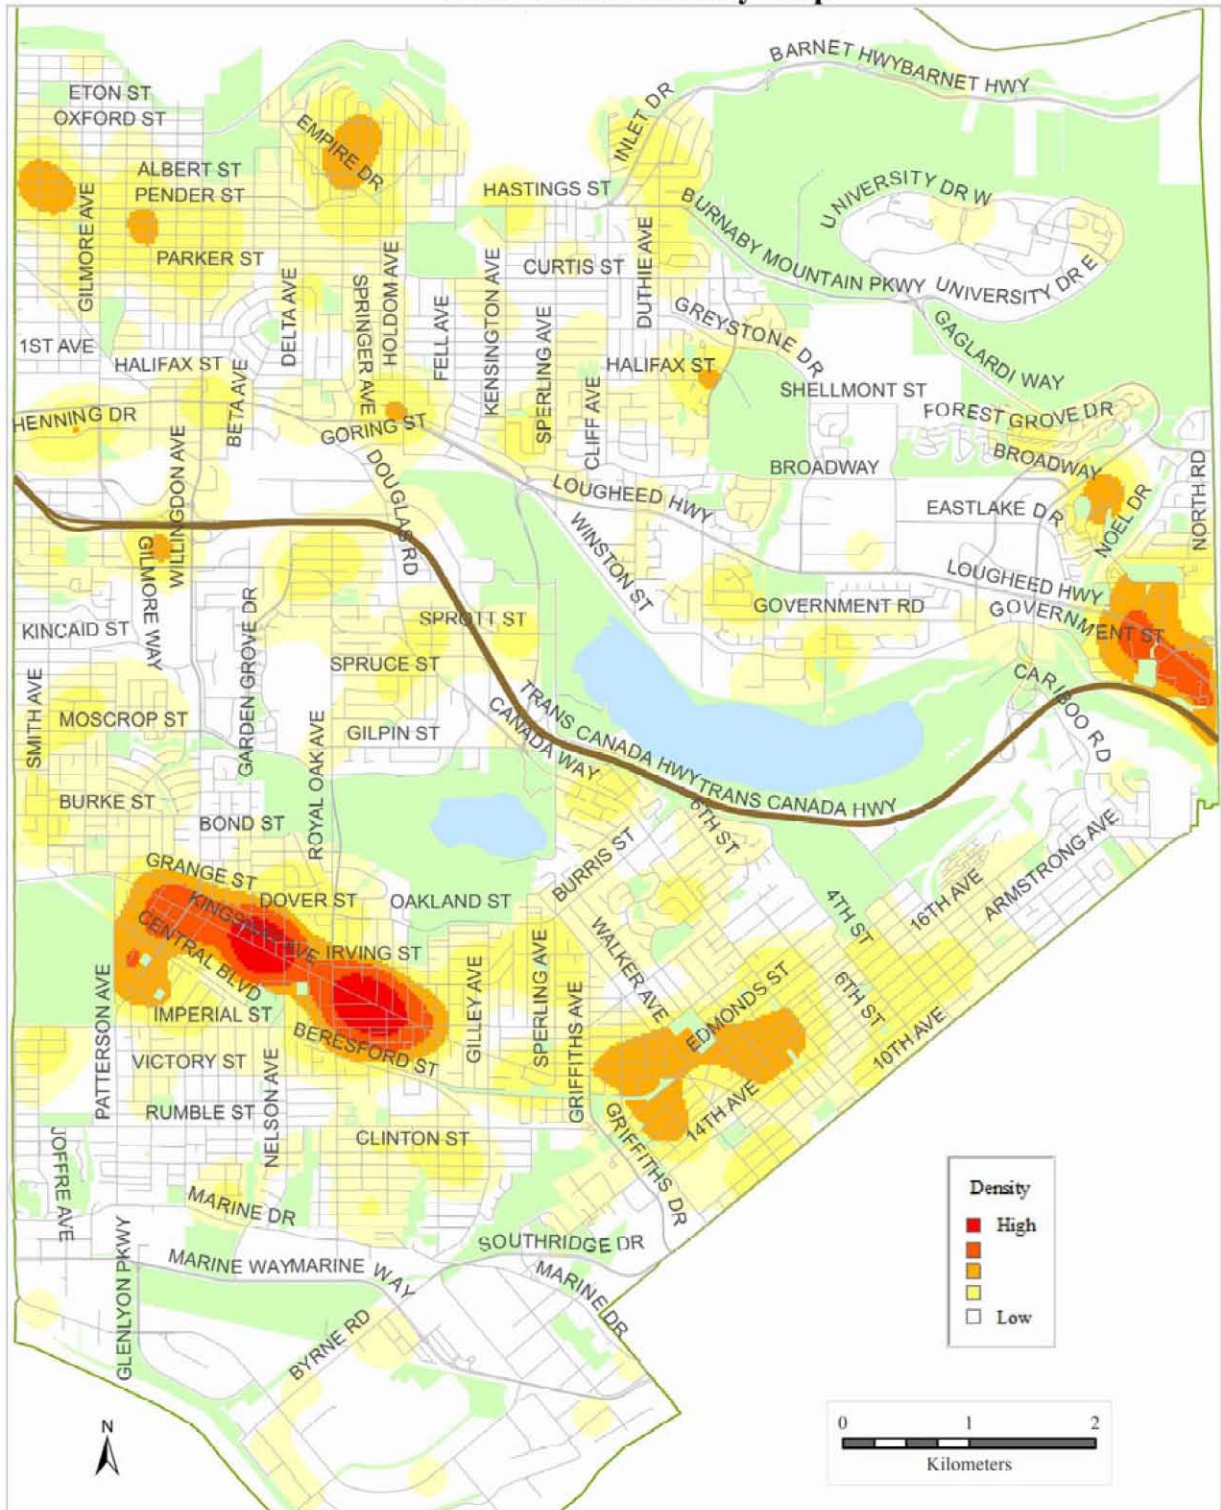 BARNET HWYBARNET HWY
ETON ST
OXFORD ST
INLET DR
EMPIRE DR
ALBERT ST
PENDER ST
HASTINGS ST
UNIVERSITY DR W
GILMORE AVE
BURNABY MOUNTAIN PKWY
PARKER ST
CURTIS ST
DUTHIE AVE
UNIVERSITY DR E
DELTA AVE
SPRINGER AVE
HOLDOM AVE
FELL AVE
KENSINGTON AVE
SPERLING AVE
GREYSTONE DR
GAGLARDI WAY
1ST AVE
HALIFAX ST
HALIFAX ST
BETA AVE
CLIFF AVE
SHELLMONT ST
HENNING DR
GORING ST
FOREST GROVE DR
WILLINGDON AVE
DOUGLAS RD
BROADWAY
BROADWAY
LOUGHEED HWY
EASTLAKE DR
NOEL DR
NORTH RD
WINSTON ST
GILMORE WAY
LOUGHEED HWY
GOVERNMENT RD
GOVERNMENT ST
KINCAID ST
GARDEN GROVE DR
SPROTT ST
SPRUCE ST
CARIBOO RD
SMITH AVE
MOSCROP ST
ROYAL OAK AVE
GILPIN ST
CANADA WAY
TRANS CANADA HWYTRANS CANADA HWY
BURKE ST
BOND ST
6TH ST
BURRIS ST
ARMSTRONG AVE
GRANGE ST
DOVER ST
OAKLAND ST
4TH ST
16TH AVE
KINGSWAY AVE
CENTRAL BLVD
IRVING ST
WALKER AVE
PATTERSON AVE
GILLEY AVE
SPERLING AVE
GRIFFITHS AVE
EDMONDS ST
6TH ST
IMPERIAL ST
BERESFORD ST
10TH AVE
VICTORY ST
NELSON AVE
RUMBLE ST
14TH AVE
JOFFRE AVE
CLINTON ST
GRIFFITHS DR
MARINE DR
GLENLYON PKWY
MARINE WAYMARINE WAY
SOUTHRIDGE DR
MARINE DR
BYRNE RD
Density
High
Low
N
0 1 2
Kilometers